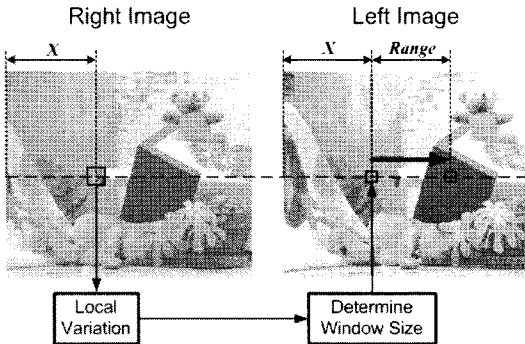 Right Image
Left Image
X
X
Range
Local
Variation
Determine
Window Size